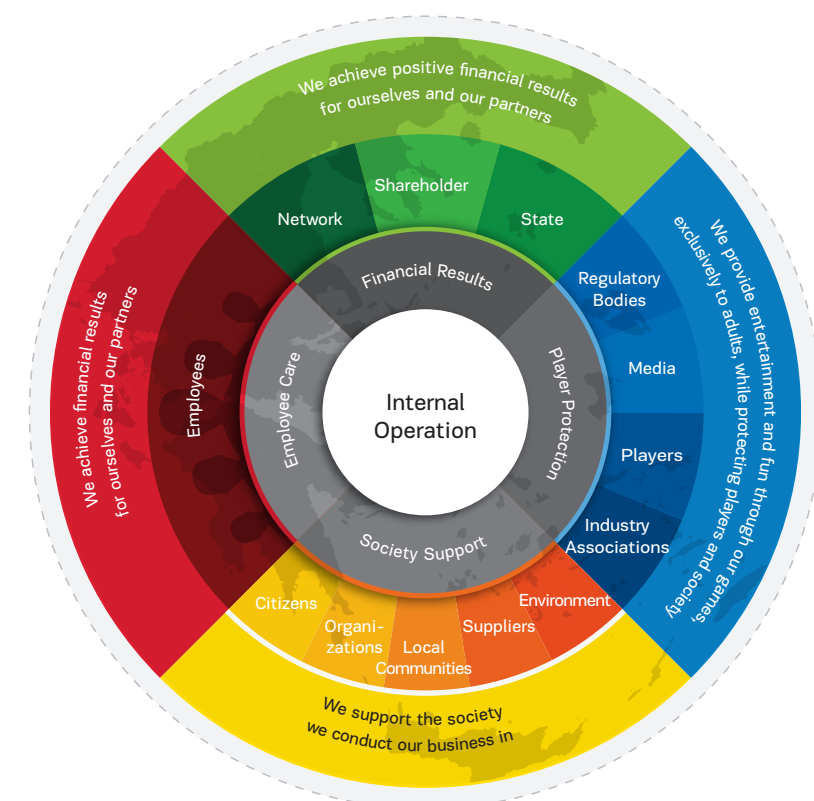 We achieve positive financial results
for ourselves and our partners
Network
Shareholder
State
Financial Results
Regulatory
Bodies
Media
Players
Industry
Associations
Player Protection
We provide entertainment and fun through our games,
exclusively to adults, while protecting players and society
We achieve financial results
for ourselves and our partners
Employees
Employee Care
Internal
Operation
Society Support
Citizens
Organi-
zations
Local
Communities
Suppliers
Environment
We support the society
we conduct our business in